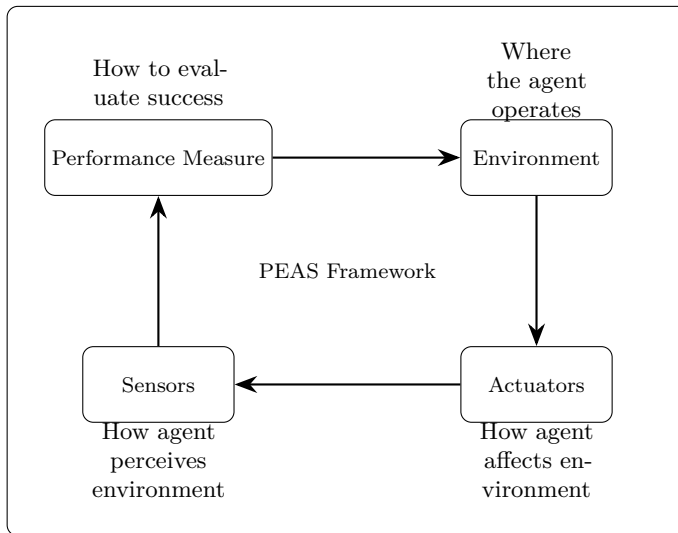 How to eval-
uate success
Where
the agent
operates
Performance Measure
Environment
PEAS Framework
Sensors
Actuators
How agent
perceives
environment
How agent
affects en-
vironment